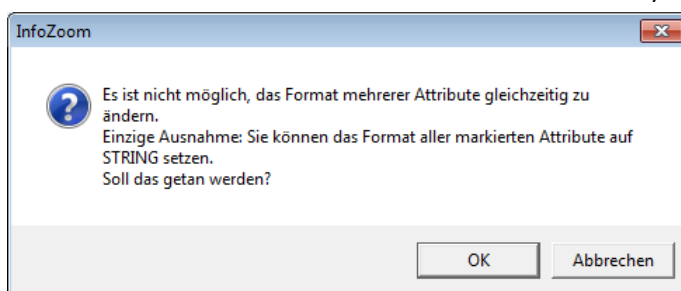 InfoZoom
Es ist nicht möglich, das Format mehrerer Attribute gleichzeitig zu
ändern.
Einzige Ausnahme: Sie können das Format aller markierten Attribute auf
STRING setzen.
Soll das getan werden?
OK
Abbrechen